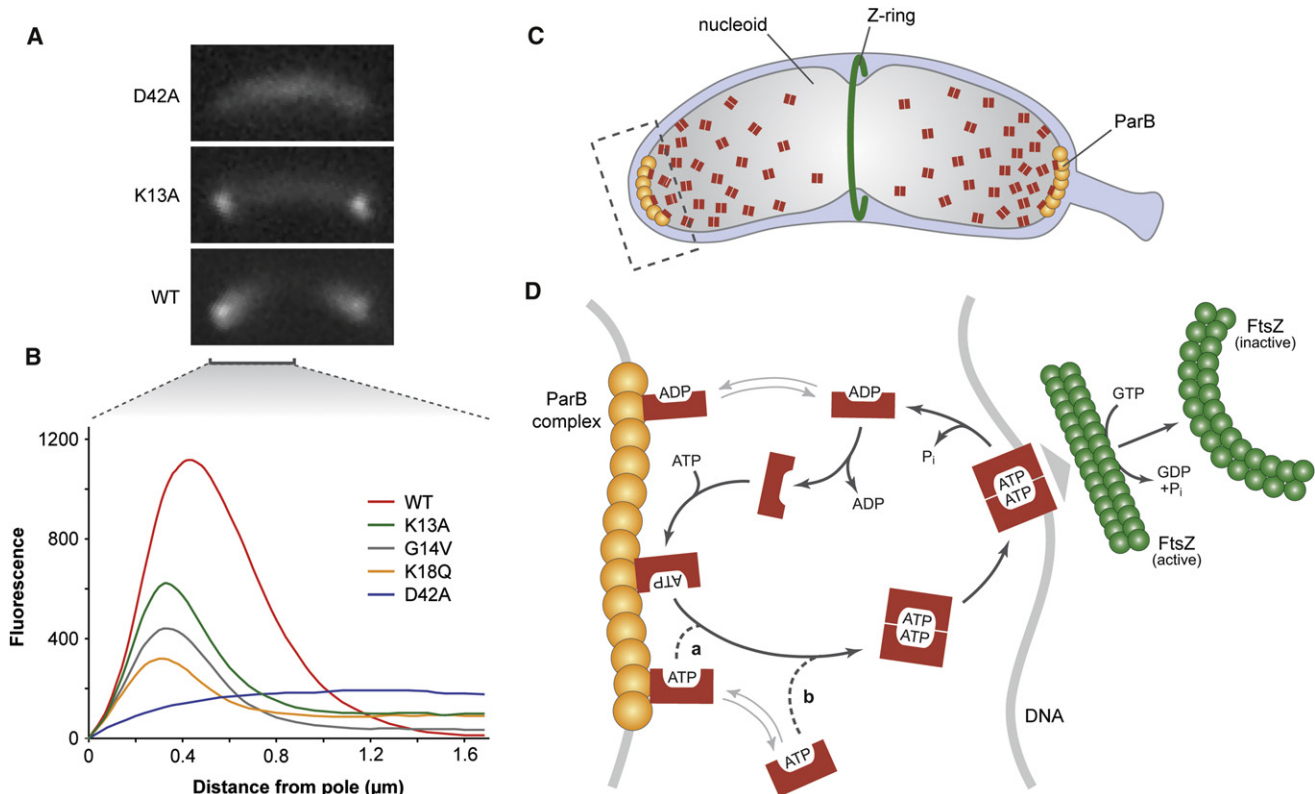 A
D42A
K13A
WT
B
1200
800
400
0
Fluorescence
WT
K13A
G14V
K18Q
D42A
0
0.4
0.8
1.2
1.6
Distance from pole (μm)
C
nucleoid
Z-ring
ParB
D
ParB
complex
ADP
ADP
Pi
ATP
ADP
ATP
ATP
ATP
a
ATP
ATP
ATP
b
ATP
DNA
GTP
GDP
+Pi
FtsZ
(inactive)
FtsZ
(active)